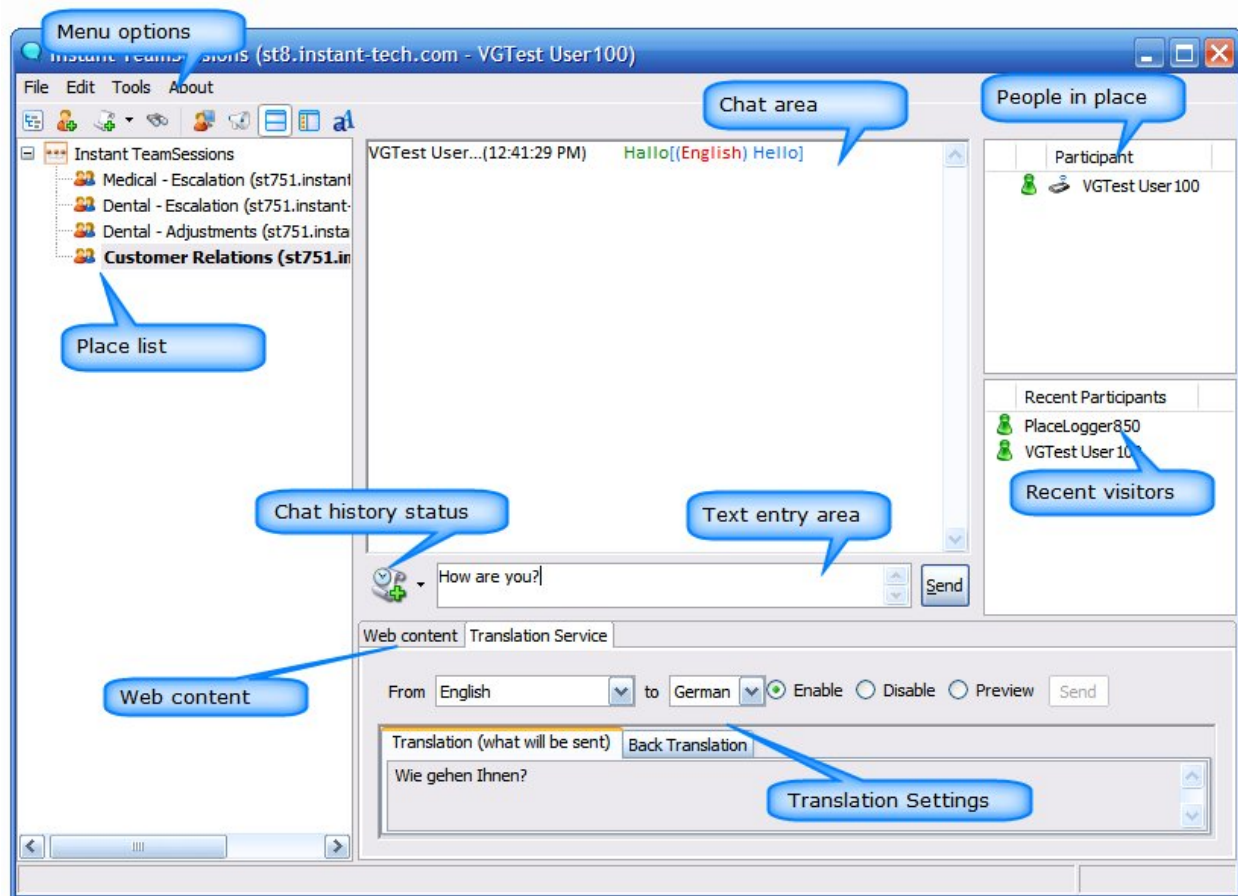 Menu options
Instant TeamSessions (st8.instant-tech.com - VGTest User100)
File Edit Tools About
Chat area
People in place
Instant TeamSessions
Medical - Escalation (st751.instant
Dental - Escalation (st751.instant-
Dental - Adjustments (st751.insta
Customer Relations (st751.in
VGTest User...(12:41:29 PM) Hallo[(English) Hello]
Participant
VGTest User100
Place list
Recent Participants
PlaceLogger850
VGTest User100
Recent visitors
Chat history status
Text entry area
How are you?
Send
Web content Translation Service
Web content
From English to German Enable Disable Preview Send
Translation (what will be sent) Back Translation
Wie gehen Ihnen?
Translation Settings